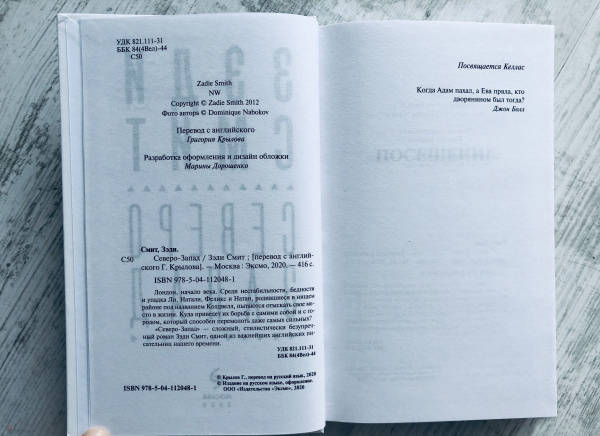 УДК 821.111-31
ББК 84(4Вел)-44
С50
Zadie Smith
NW
Copyright © Zadie Smith 2012
Фото автора © Dominique Nabokov
Перевод с английского
Григория Крылова
Разработка оформления и дизайн обложки
Марины Дорошенко
Смит, Зэди.
С50 Северо-Запад / Зэди Смит ; [перевод с англий-
ского Г. Крылова]. — Москва : Эксмо, 2020. — 416 с.
ISBN 978-5-04-112048-1
Лондон, начало века. Среди нестабильности, бедности
и упадка Ли, Натали, Феликс и Натан, родившиеся в нищем
районе под названием Колдвелл, пытаются отыскать свое ме-
сто в жизни. Куда приведет их борьба с самими собой и с го-
родом, который способен перемолоть даже самых сильных?
«Северо-Запад» — сложный, стилистически безупреч-
ный роман Зэди Смит, одной из важнейших английских пи-
сательниц нашего времени.
УДК 821.111-31
ББК 84(4Вел)-44
© Крылов Г., перевод на русский язык, 2020
© Издание на русском языке, оформление.
ООО «Издательство «Эксмо», 2020
ISBN 978-5-04-112048-1
Посвящается Келлас
Когда Адам пахал, а Ева пряла, кто
дворянином был тогда?
Джон Болл
ПОСЕЩЕНИЕ
ЗЭДИ
СМИТ
СЕВЕРО
МОСКВА
2020